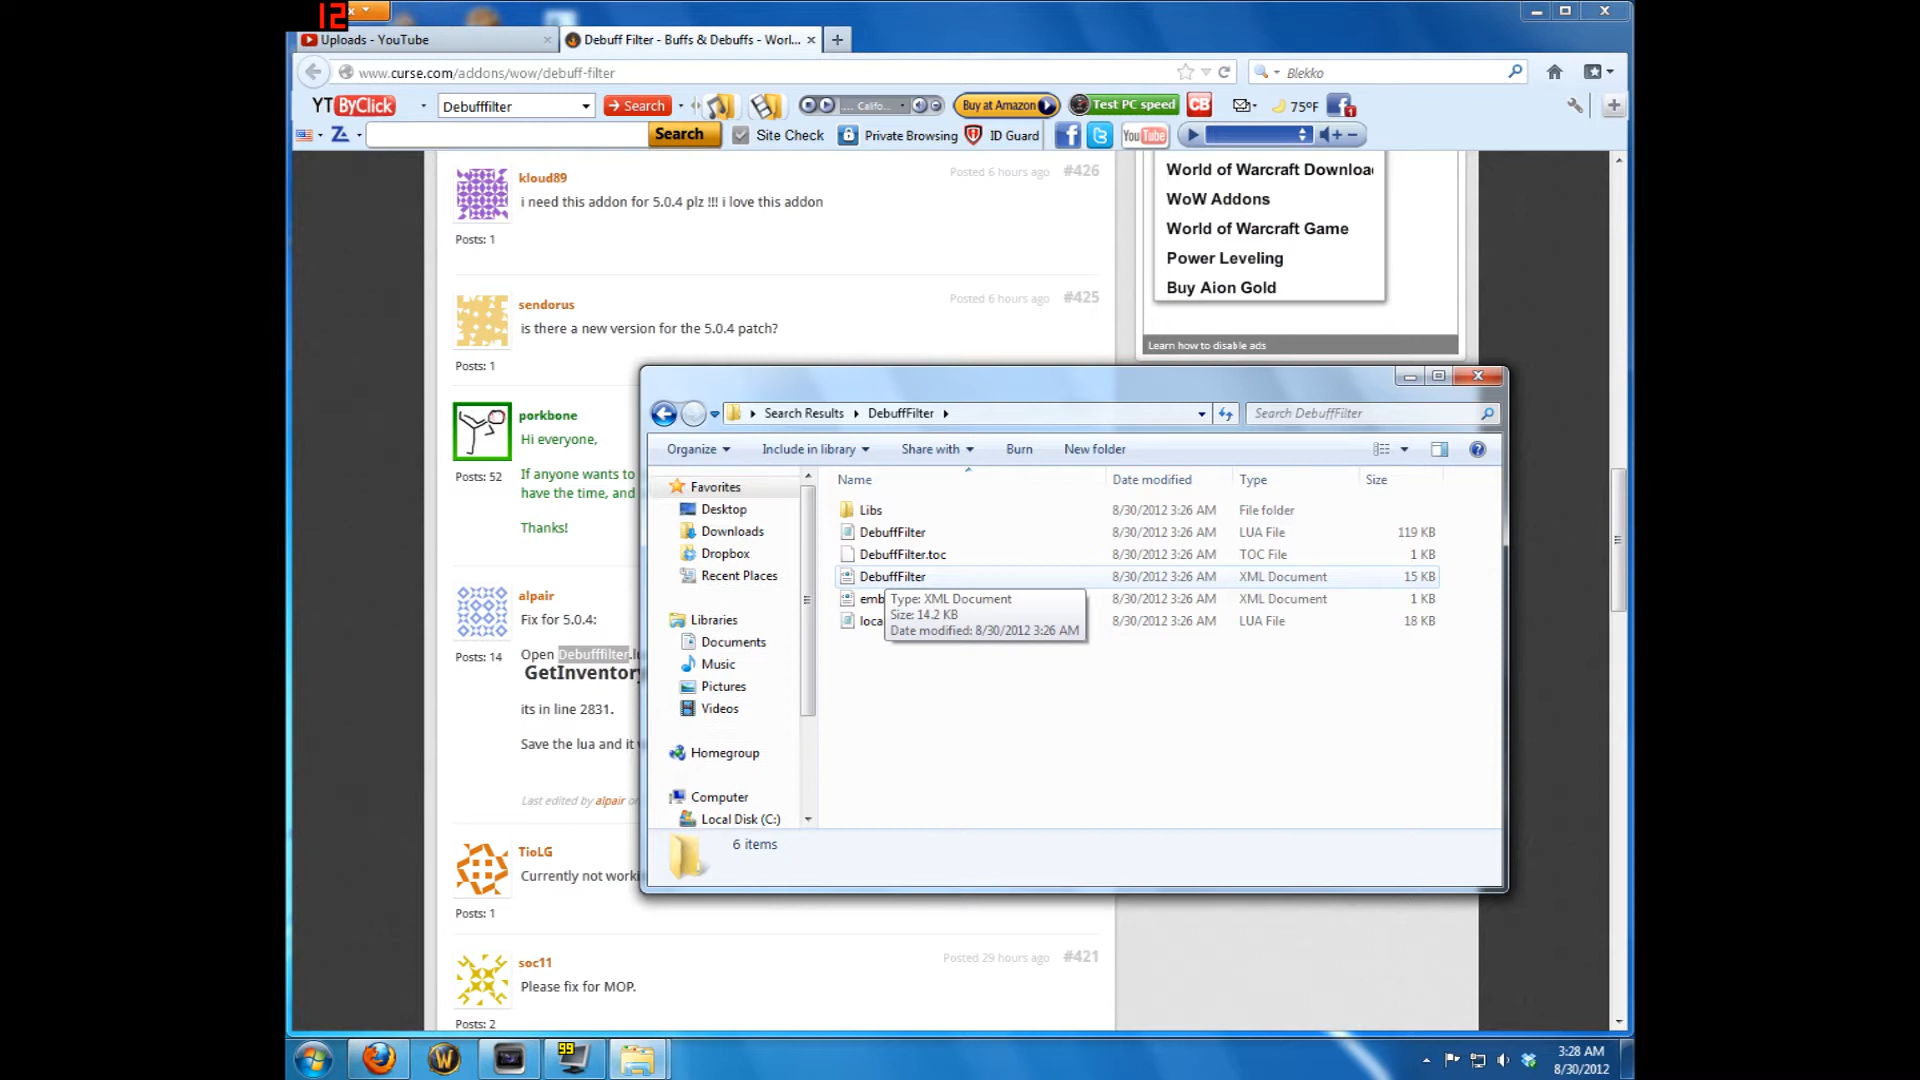 12
Uploads - YouTube
Debuff Filter - Buffs & Debuffs - Worl...
www.curse.com/addons/wow/debuff-filter
Blekko
YT ByClick
Debufffilter
Search
.... Califo...
Buy at Amazon
Test PC speed
CB
75°F
1
Search
Site Check
Private Browsing
ID Guard
YouTube
kloud89
Posted 6 hours ago
#426
i need this addon for 5.0.4 plz !!! i love this addon
Posts: 1
sendorus
Posted 6 hours ago
#425
is there a new version for the 5.0.4 patch?
Posts: 1
porkbone
Hi everyone,
If anyone wants to
have the time, and
Thanks!
Posts: 52
alpair
Fix for 5.0.4:
Open Debufffilter.lu
GetInventory
its in line 2831.
Save the lua and it w
Last edited by alpair on
Posts: 14
TioLG
Currently not worki
Posts: 1
soc11
Posted 29 hours ago
#421
Please fix for MOP.
Posts: 2
World of Warcraft Downloa
WoW Addons
World of Warcraft Game
Power Leveling
Buy Aion Gold
Learn how to disable ads
Search Results
DebuffFilter
Search DebuffFilter
Organize
Include in library
Share with
Burn
New folder
Favorites
Desktop
Downloads
Dropbox
Recent Places
Libraries
Documents
Music
Pictures
Videos
Homegroup
Computer
Local Disk (C:)
Name Date modified Type Size
Libs 8/30/2012 3:26 AM File folder
DebuffFilter 8/30/2012 3:26 AM LUA File 119 KB
DebuffFilter.toc 8/30/2012 3:26 AM TOC File 1 KB
DebuffFilter 8/30/2012 3:26 AM XML Document 15 KB
emb 8/30/2012 3:26 AM XML Document 1 KB
loca 8/30/2012 3:26 AM LUA File 18 KB
Type: XML Document
Size: 14.2 KB
Date modified: 8/30/2012 3:26 AM
6 items
99
3:28 AM
8/30/2012